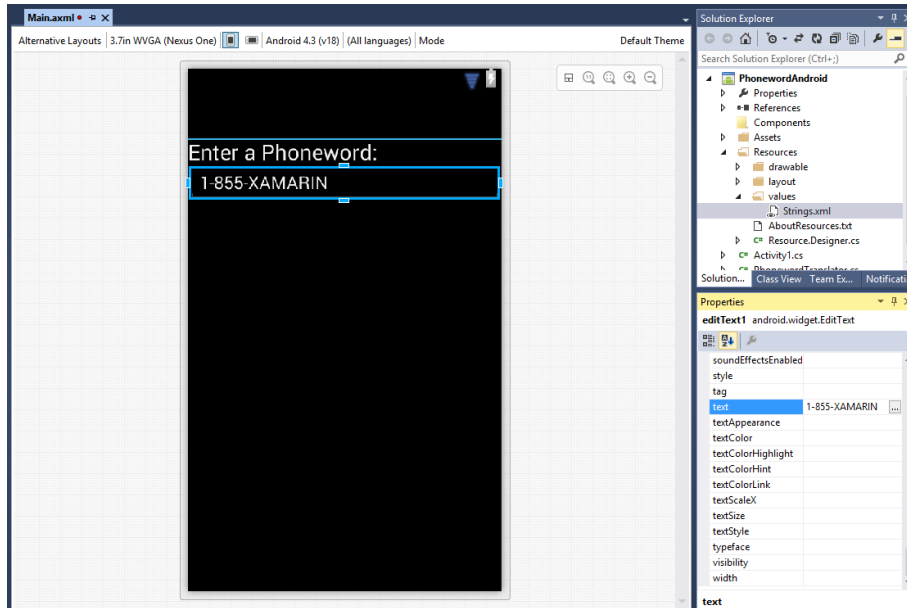 Main.axml
Solution Explorer
Alternative Layouts 3.7in WVGA (Nexus One) Android 4.3 (v18) (All languages) Mode Default Theme
Search Solution Explorer (Ctrl+;)
PhonewordAndroid
Properties
References
Components
Assets
Resources
drawable
layout
values
Strings.xml
AboutResources.txt
Resource.Designer.cs
Activity1.cs
PhonewordTranslator.cs
Solution... Class View Team Ex... Notificati
Enter a Phoneword:
1-855-XAMARIN
Properties
editText1 android.widget.EditText
soundEffectsEnabled
style
tag
text 1-855-XAMARIN ...
textAppearance
textColor
textColorHighlight
textColorHint
textColorLink
textScaleX
textSize
textStyle
typeface
visibility
width
text